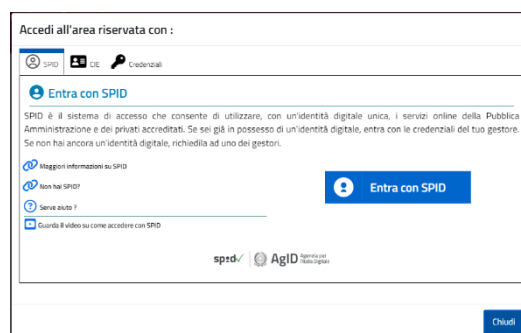 Accedi all'area riservata con :
SPID CIE Credenziali
Entra con SPID
SPID è il sistema di accesso che consente di utilizzare, con un'identità digitale unica, i servizi online della Pubblica
Amministrazione e dei privati accreditati. Se sei già in possesso di un'identità digitale, entra con le credenziali del tuo gestore.
Se non hai ancora un'identità digitale, richiedila ad uno dei gestori.
Maggiori informazioni su SPID
Non hai SPID?
Entra con SPID
Serve aiuto ?
Guarda il video su come accedere con SPID
spid AgID Agenzia per
l'Italia Digitale
Chiudi